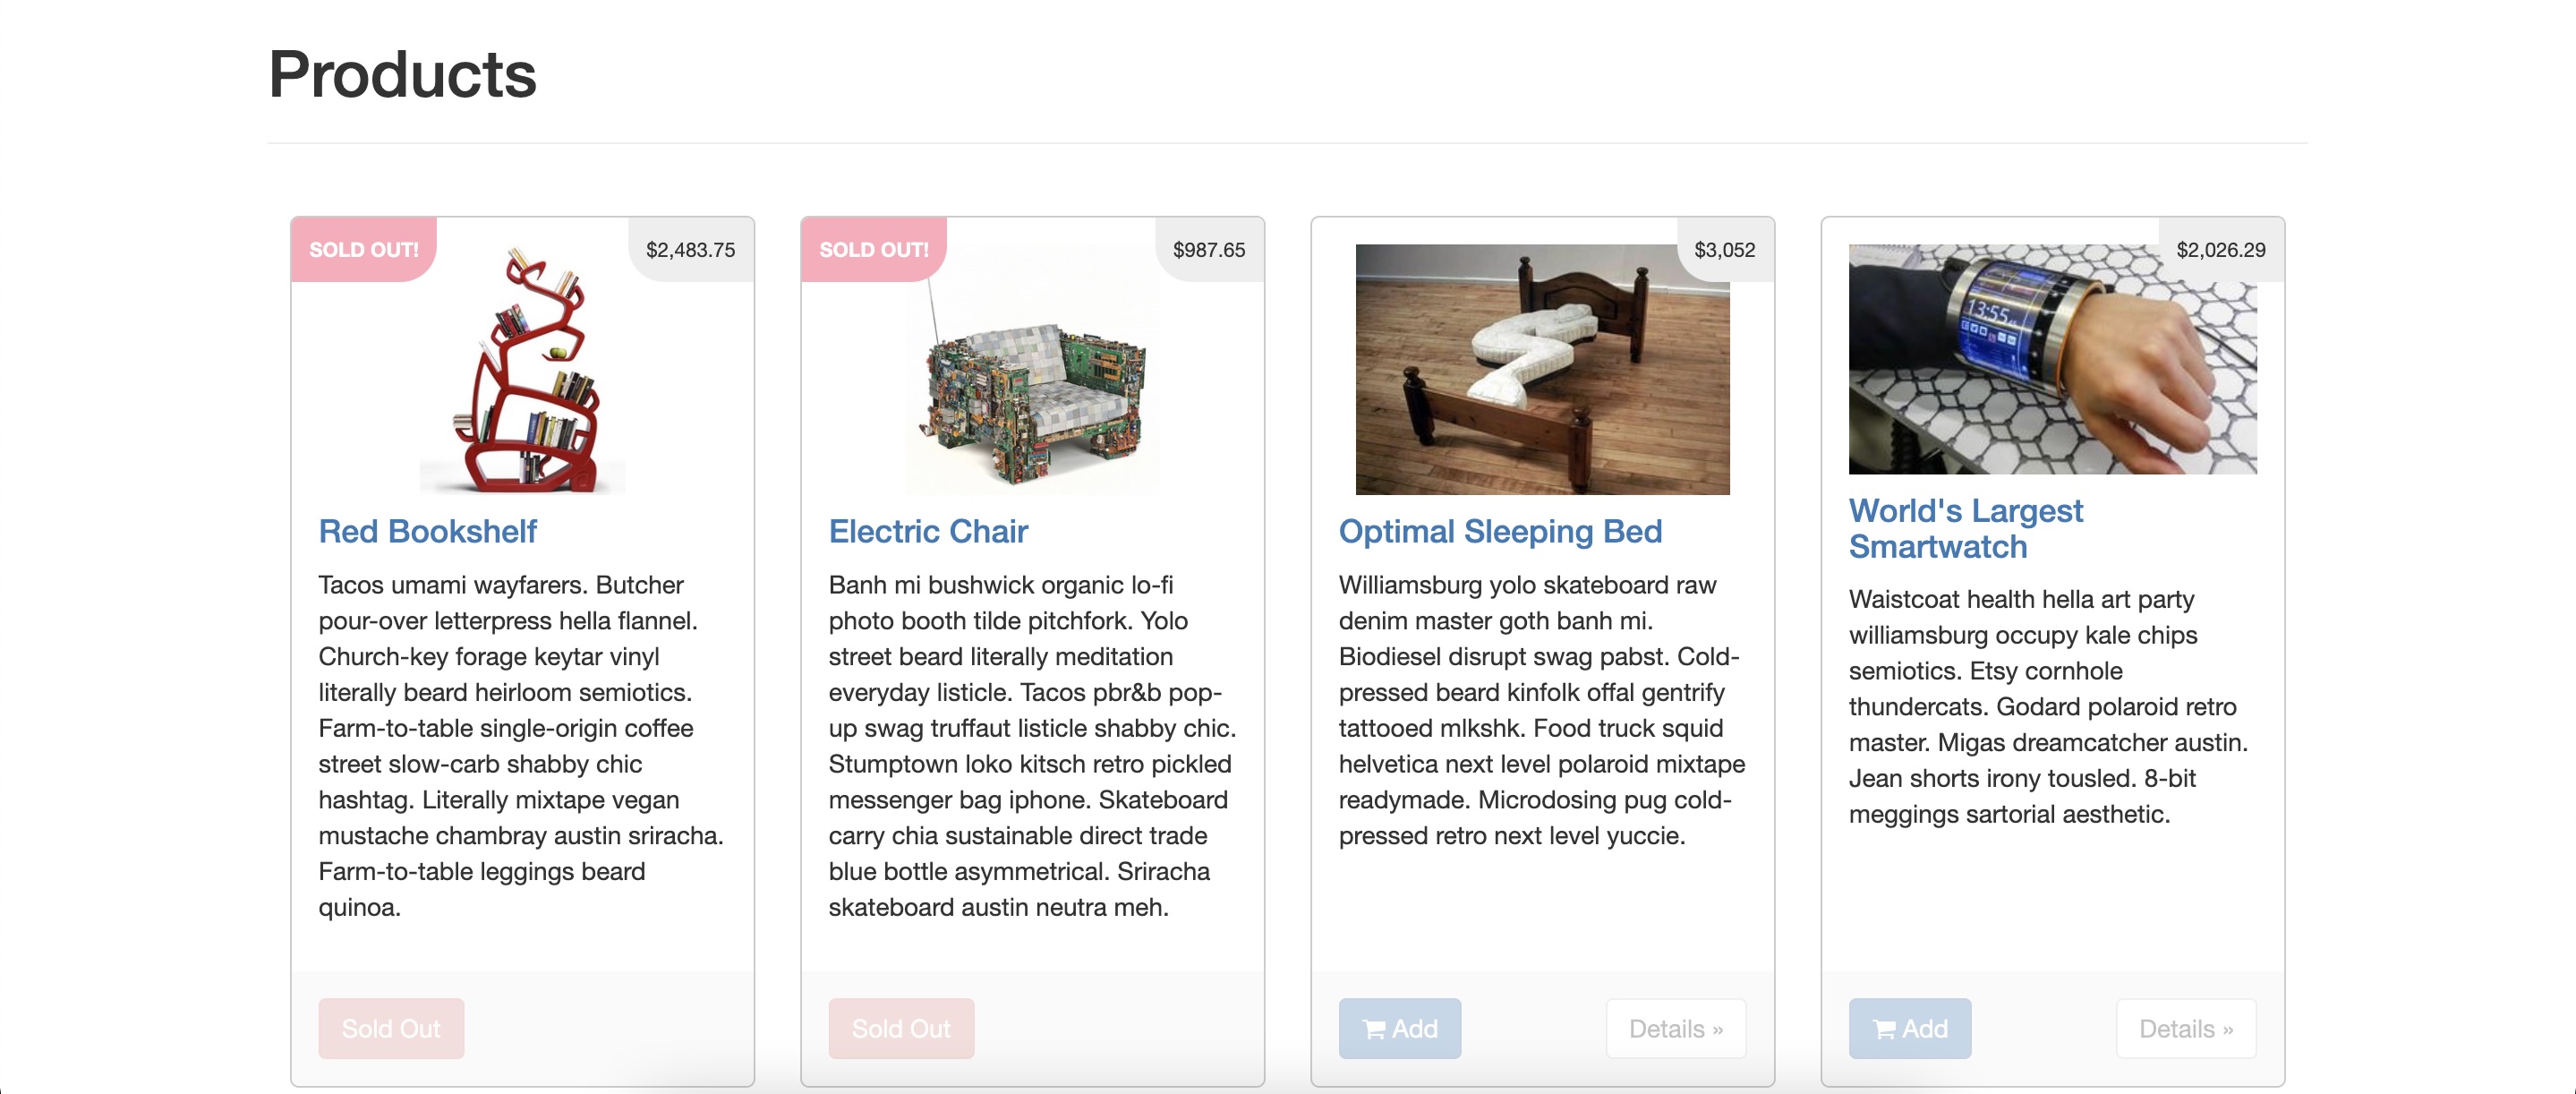 Products
SOLD OUT!
$2,483.75
Red Bookshelf
Tacos umami wayfarers. Butcher
pour-over letterpress hella flannel.
Church-key forage keytar vinyl
literally beard heirloom semiotics.
Farm-to-table single-origin coffee
street slow-carb shabby chic
hashtag. Literally mixtape vegan
mustache chambray austin sriracha.
Farm-to-table leggings beard
quinoa.
Sold Out
SOLD OUT!
$987.65
Electric Chair
Banh mi bushwick organic lo-fi
photo booth tilde pitchfork. Yolo
street beard literally meditation
everyday listicle. Tacos pbr&b pop-
up swag truffaut listicle shabby chic.
Stumptown loko kitsch retro pickled
messenger bag iphone. Skateboard
carry chia sustainable direct trade
blue bottle asymmetrical. Sriracha
skateboard austin neutra meh.
Sold Out
$3,052
Optimal Sleeping Bed
Williamsburg yolo skateboard raw
denim master goth banh mi.
Biodiesel disrupt swag pabst. Cold-
pressed beard kinfolk offal gentrify
tattooed mlkshk. Food truck squid
helvetica next level polaroid mixtape
readymade. Microdosing pug cold-
pressed retro next level yuccie.
Add
Details »
$2,026.29
13:55
World's Largest
Smartwatch
Waistcoat health hella art party
williamsburg occupy kale chips
semiotics. Etsy cornhole
thundercats. Godard polaroid retro
master. Migas dreamcatcher austin.
Jean shorts irony tousled. 8-bit
meggings sartorial aesthetic.
Add
Details »